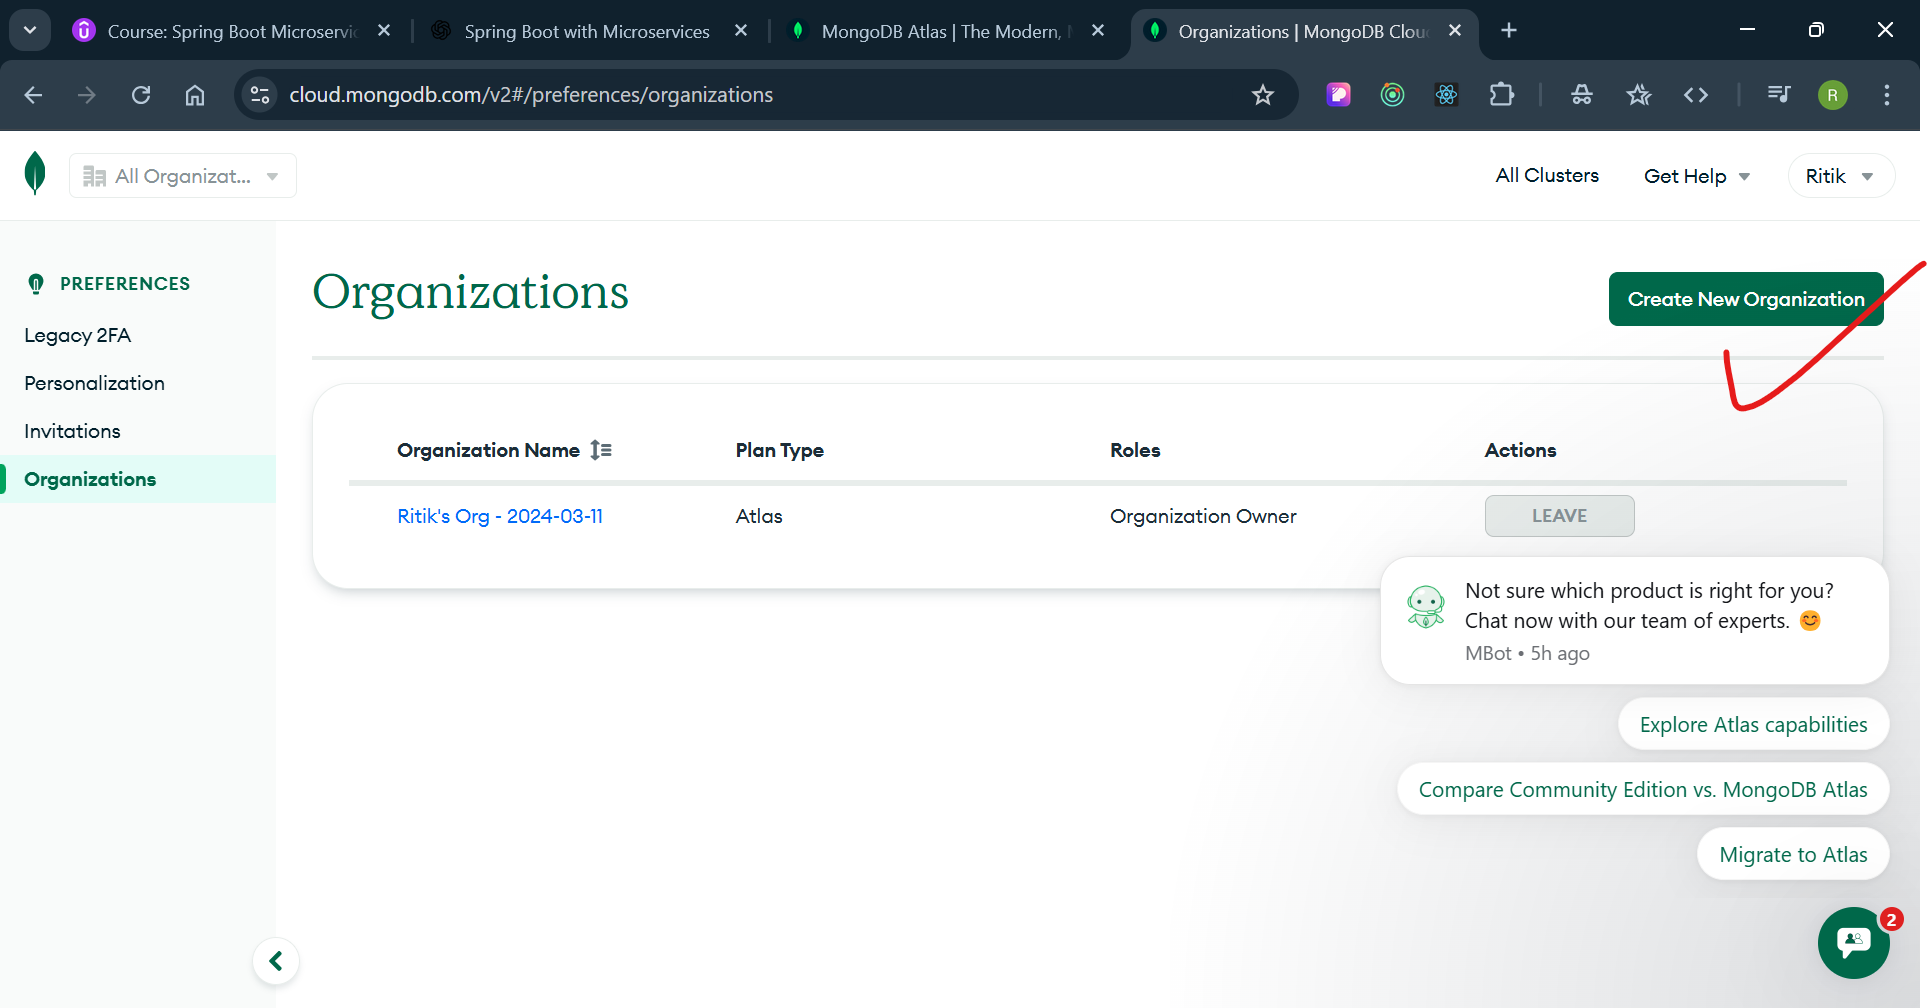 Course: Spring Boot Microservic
Spring Boot with Microservices
MongoDB Atlas | The Modern,
Organizations | MongoDB Clou
cloud.mongodb.com/v2#/preferences/organizations
R
All Organizat...
All Clusters
Get Help
Ritik
PREFERENCES
Legacy 2FA
Personalization
Invitations
Organizations
Organizations
Create New Organization
Organization Name
Plan Type
Roles
Actions
Ritik's Org - 2024-03-11
Atlas
Organization Owner
LEAVE
Not sure which product is right for you?
Chat now with our team of experts. 😊
MBot • 5h ago
Explore Atlas capabilities
Compare Community Edition vs. MongoDB Atlas
Migrate to Atlas
2